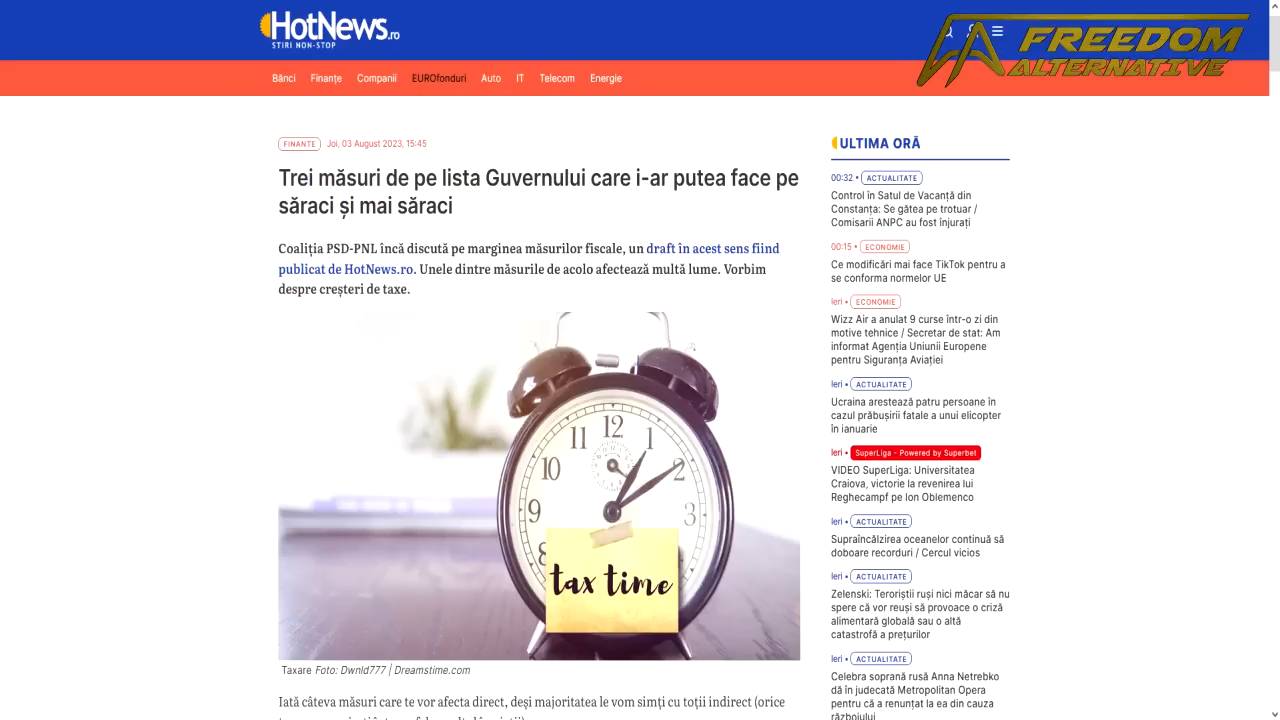 HotNews.ro
STIRI NON-STOP
FREEDOM
ALTERNATIVE
Bănci Finanțe Companii EUROfonduri Auto IT Telecom Energie
FINANTE Joi, 03 August 2023, 15:45
Trei măsuri de pe lista Guvernului care i-ar putea face pe
săraci și mai săraci
Coaliția PSD-PNL încă discută pe marginea măsurilor fiscale, un draft în acest sens fiind
publicat de HotNews.ro. Unele dintre măsurile de acolo afectează multă lume. Vorbim
despre creșteri de taxe.
12
11
1
10
2
9
3
8
tax time
Taxare Foto: Dwnld777 | Dreamstime.com
Iată câteva măsuri care te vor afecta direct, deși majoritatea le vom simți cu toții indirect (orice
ULTIMA ORĂ
00:32 • ACTUALITATE
Control în Satul de Vacanță din
Constanța: Se gătea pe trotuar /
Comisarii ANPC au fost înjurați
00:15 • ECONOMIE
Ce modificări mai face TikTok pentru a
se conforma normelor UE
Ieri • ECONOMIE
Wizz Air a anulat 9 curse într-o zi din
motive tehnice / Secretar de stat: Am
informat Agenția Uniunii Europene
pentru Siguranța Aviației
Ieri • ACTUALITATE
Ucraina arestează patru persoane în
cazul prăbușirii fatale a unui elicopter
în ianuarie
Ieri • SuperLiga - Powered by Superbet
VIDEO SuperLiga: Universitatea
Craiova, victorie la revenirea lui
Reghecampf pe Ion Oblemenco
Ieri • ACTUALITATE
Supraîncălzirea oceanelor continuă să
doboare recorduri / Cercul vicios
Ieri • ACTUALITATE
Zelenski: Teroriștii ruși nici măcar să nu
spere că vor reuși să provoace o criză
alimentară globală sau o altă
catastrofă a prețurilor
Ieri • ACTUALITATE
Celebra soprană rusă Anna Netrebko
dă în judecată Metropolitan Opera
pentru că a renunțat la ea din cauza
războiului